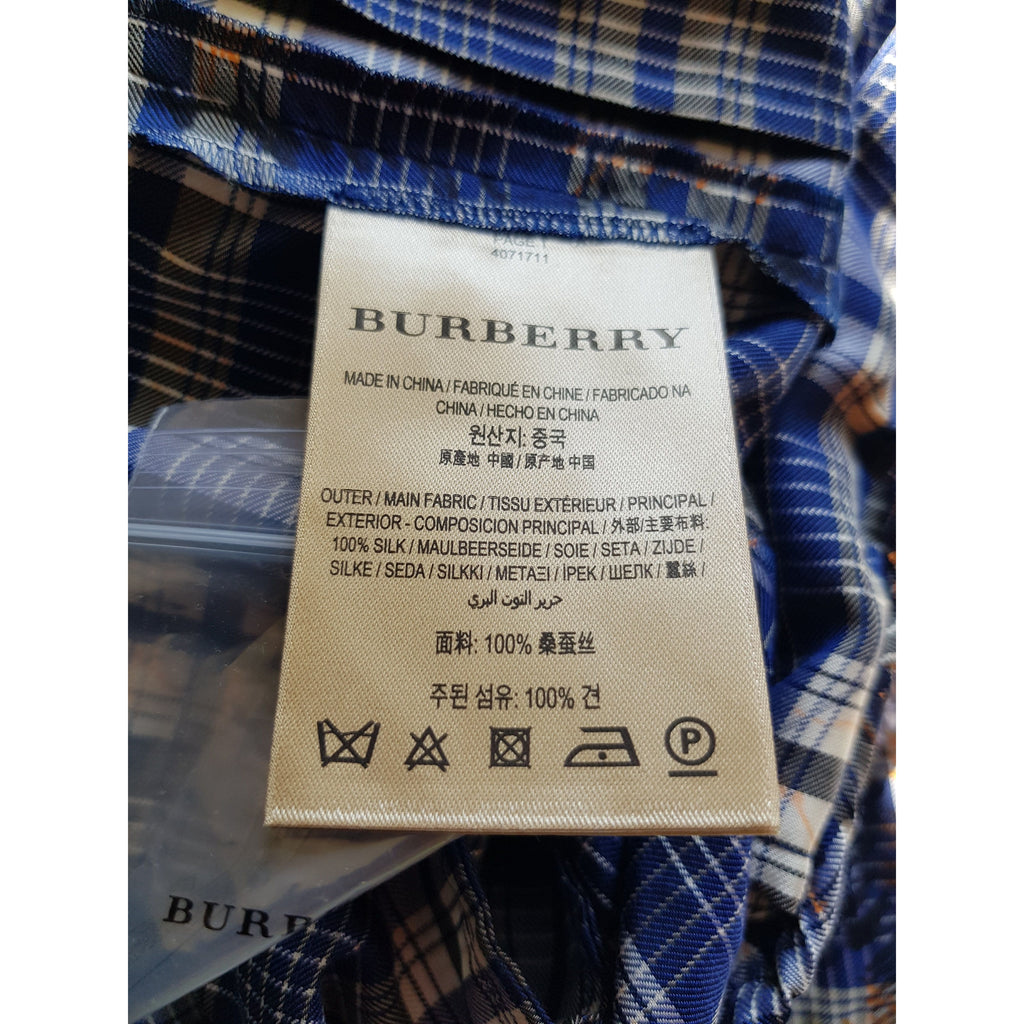 PAGE 1
4071711
BURBERRY
MADE IN CHINA / FABRIQUÉ EN CHINE / FABRICADO NA
CHINA / HECHO EN CHINA
원산지: 중국
原產地 中國 / 原产地 中国
OUTER / MAIN FABRIC / TISSU EXTÉRIEUR / PRINCIPAL /
EXTERIOR - COMPOSICION PRINCIPAL / 外部/主要布料:
100% SILK / MAULBEERSEIDE / SOIE / SETA / ZIJDE /
SILKE / SEDA / SILKKI / ΜΕΤΑΞΙ / İPEK / ШЕЛК / 蠶絲 /
حرير التوت البري
面料: 100% 桑蚕丝
주된 섬유: 100% 견
P
BURB